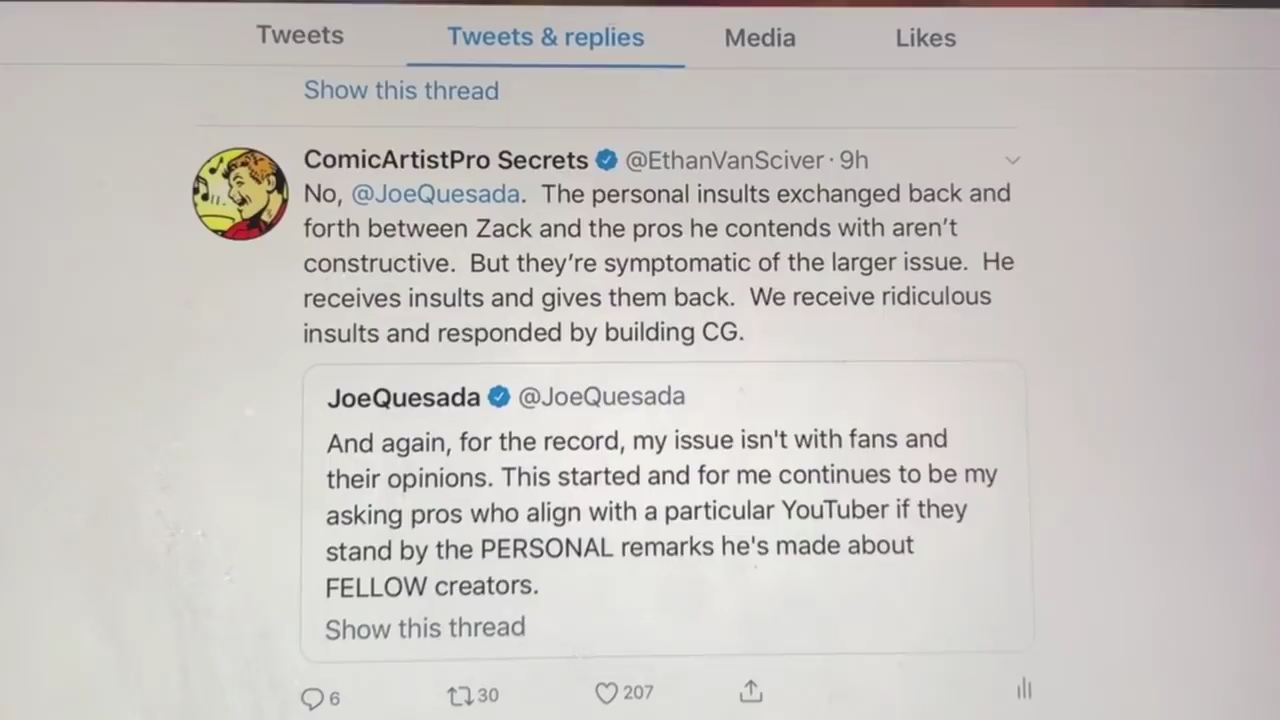 Tweets Tweets & replies Media Likes
Show this thread
ComicArtistPro Secrets @EthanVanSciver · 9h
No, @JoeQuesada. The personal insults exchanged back and
forth between Zack and the pros he contends with aren’t
constructive. But they’re symptomatic of the larger issue. He
receives insults and gives them back. We receive ridiculous
insults and responded by building CG.
JoeQuesada @JoeQuesada
And again, for the record, my issue isn't with fans and
their opinions. This started and for me continues to be my
asking pros who align with a particular YouTuber if they
stand by the PERSONAL remarks he's made about
FELLOW creators.
Show this thread
6 30 207